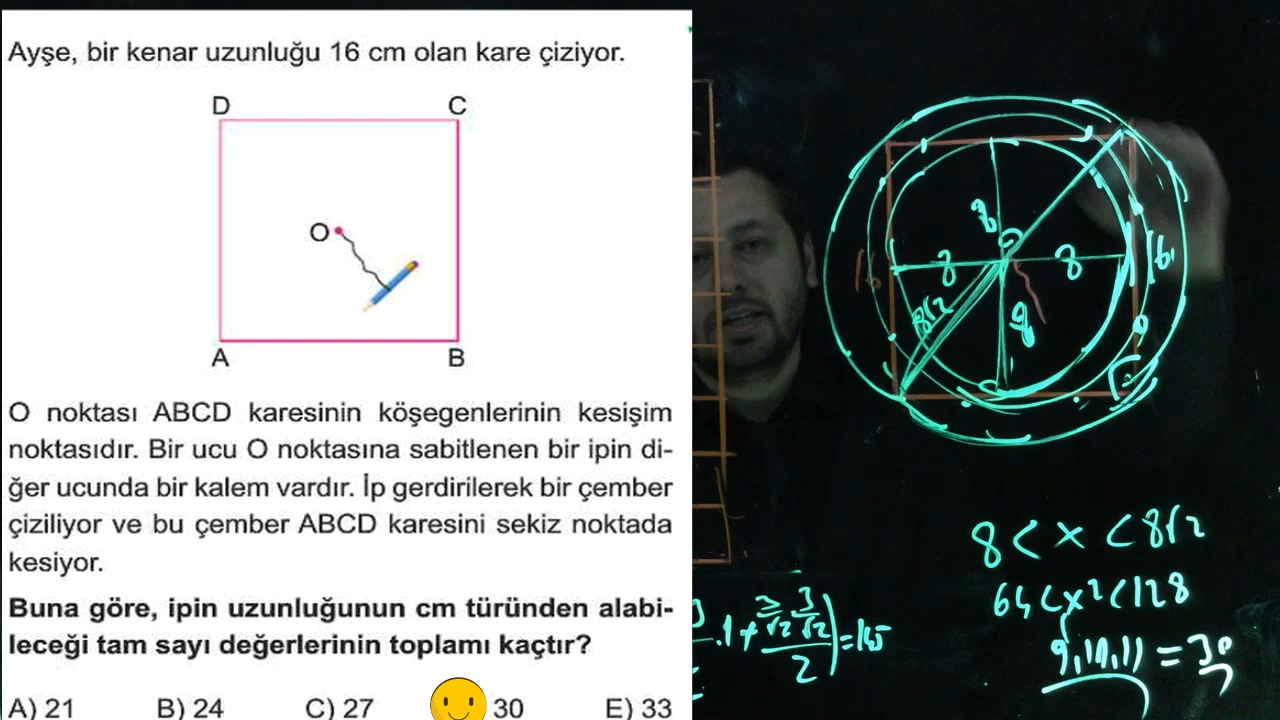 Ayşe, bir kenar uzunluğu 16 cm olan kare çiziyor.
D C
O
A B
O noktası ABCD karesinin köşegenlerinin kesişim
noktasıdır. Bir ucu O noktasına sabitlenen bir ipin di-
ğer ucunda bir kalem vardır. İp gerdirilerek bir çember
çiziliyor ve bu çember ABCD karesini sekiz noktada
kesiyor.
Buna göre, ipin uzunluğunun cm türünden alabi-
leceği tam sayı değerlerinin toplamı kaçtır?
A) 21 B) 24 C) 27 30 E) 33
8
16 8 8 16
8√2 8
8 < x < 8√2
64 < x² < 128
9, 10, 11 = 30